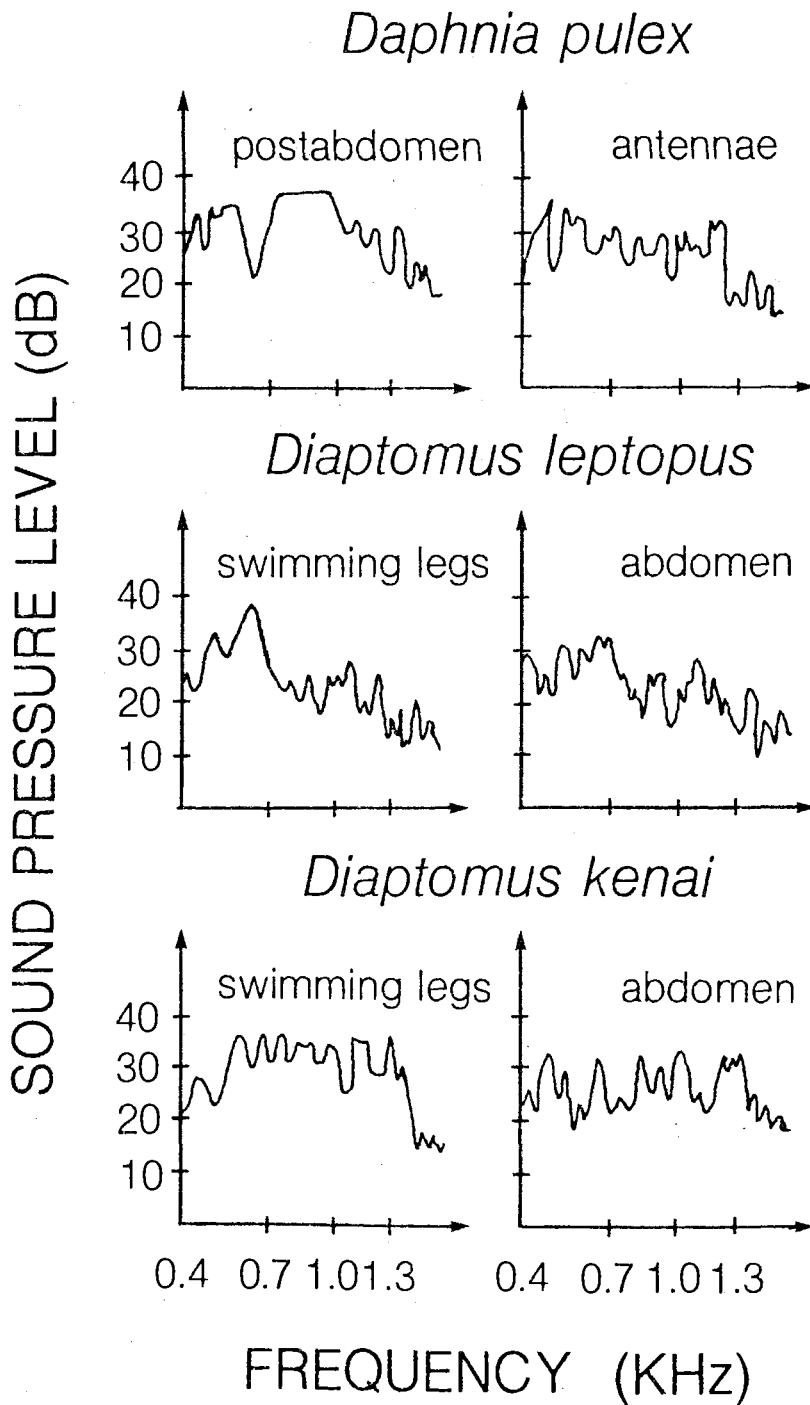 Daphnia pulex
postabdomen
antennae
40
30
20
10
Diaptomus leptopus
swimming legs
abdomen
40
30
20
10
Diaptomus kenai
swimming legs
abdomen
40
30
20
10
0.4 0.7 1.0 1.3 0.4 0.7 1.0 1.3
SOUND PRESSURE LEVEL (dB)
FREQUENCY (KHz)